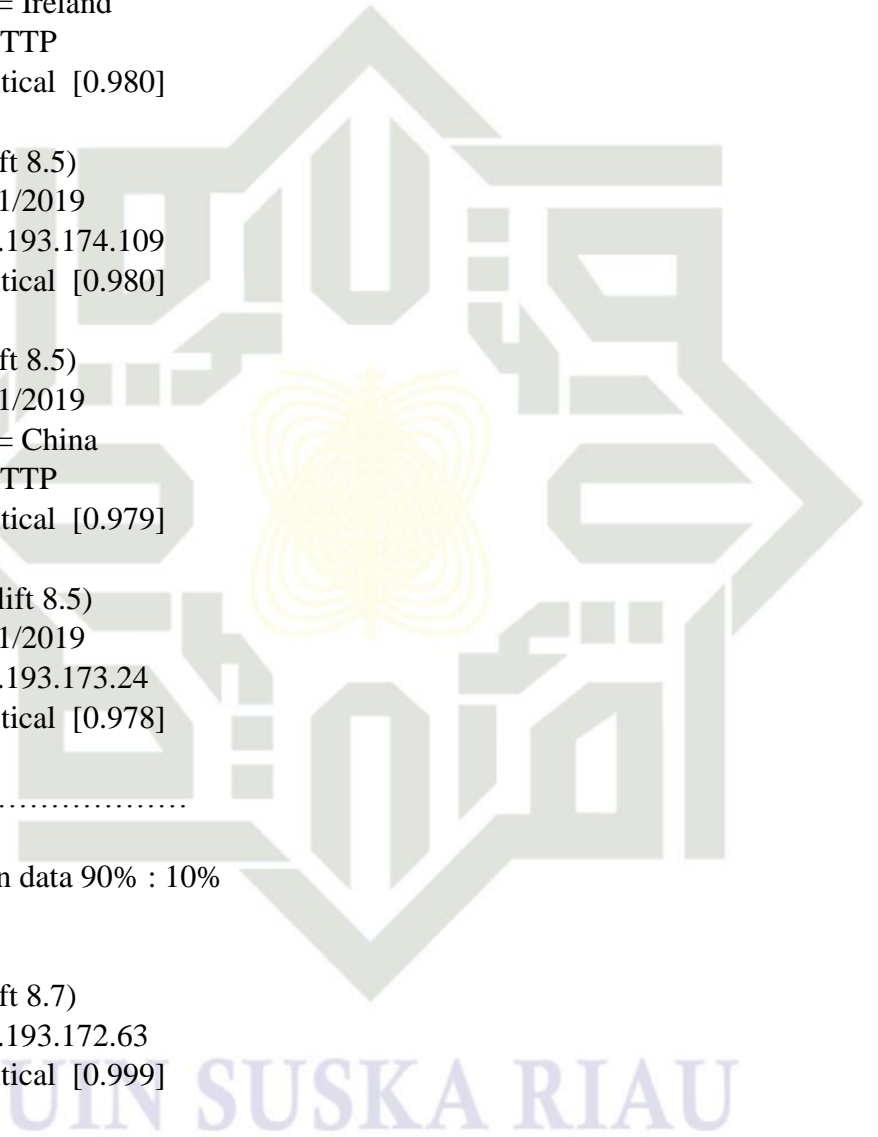 = Ireland
TTP
tical [0.980]
ft 8.5)
1/2019
.193.174.109
tical [0.980]
ft 8.5)
1/2019
= China
TTP
tical [0.979]
lift 8.5)
1/2019
.193.173.24
tical [0.978]
………………
n data 90% : 10%
ft 8.7)
.193.172.63
tical [0.999]
UIN SUSKA RIAU